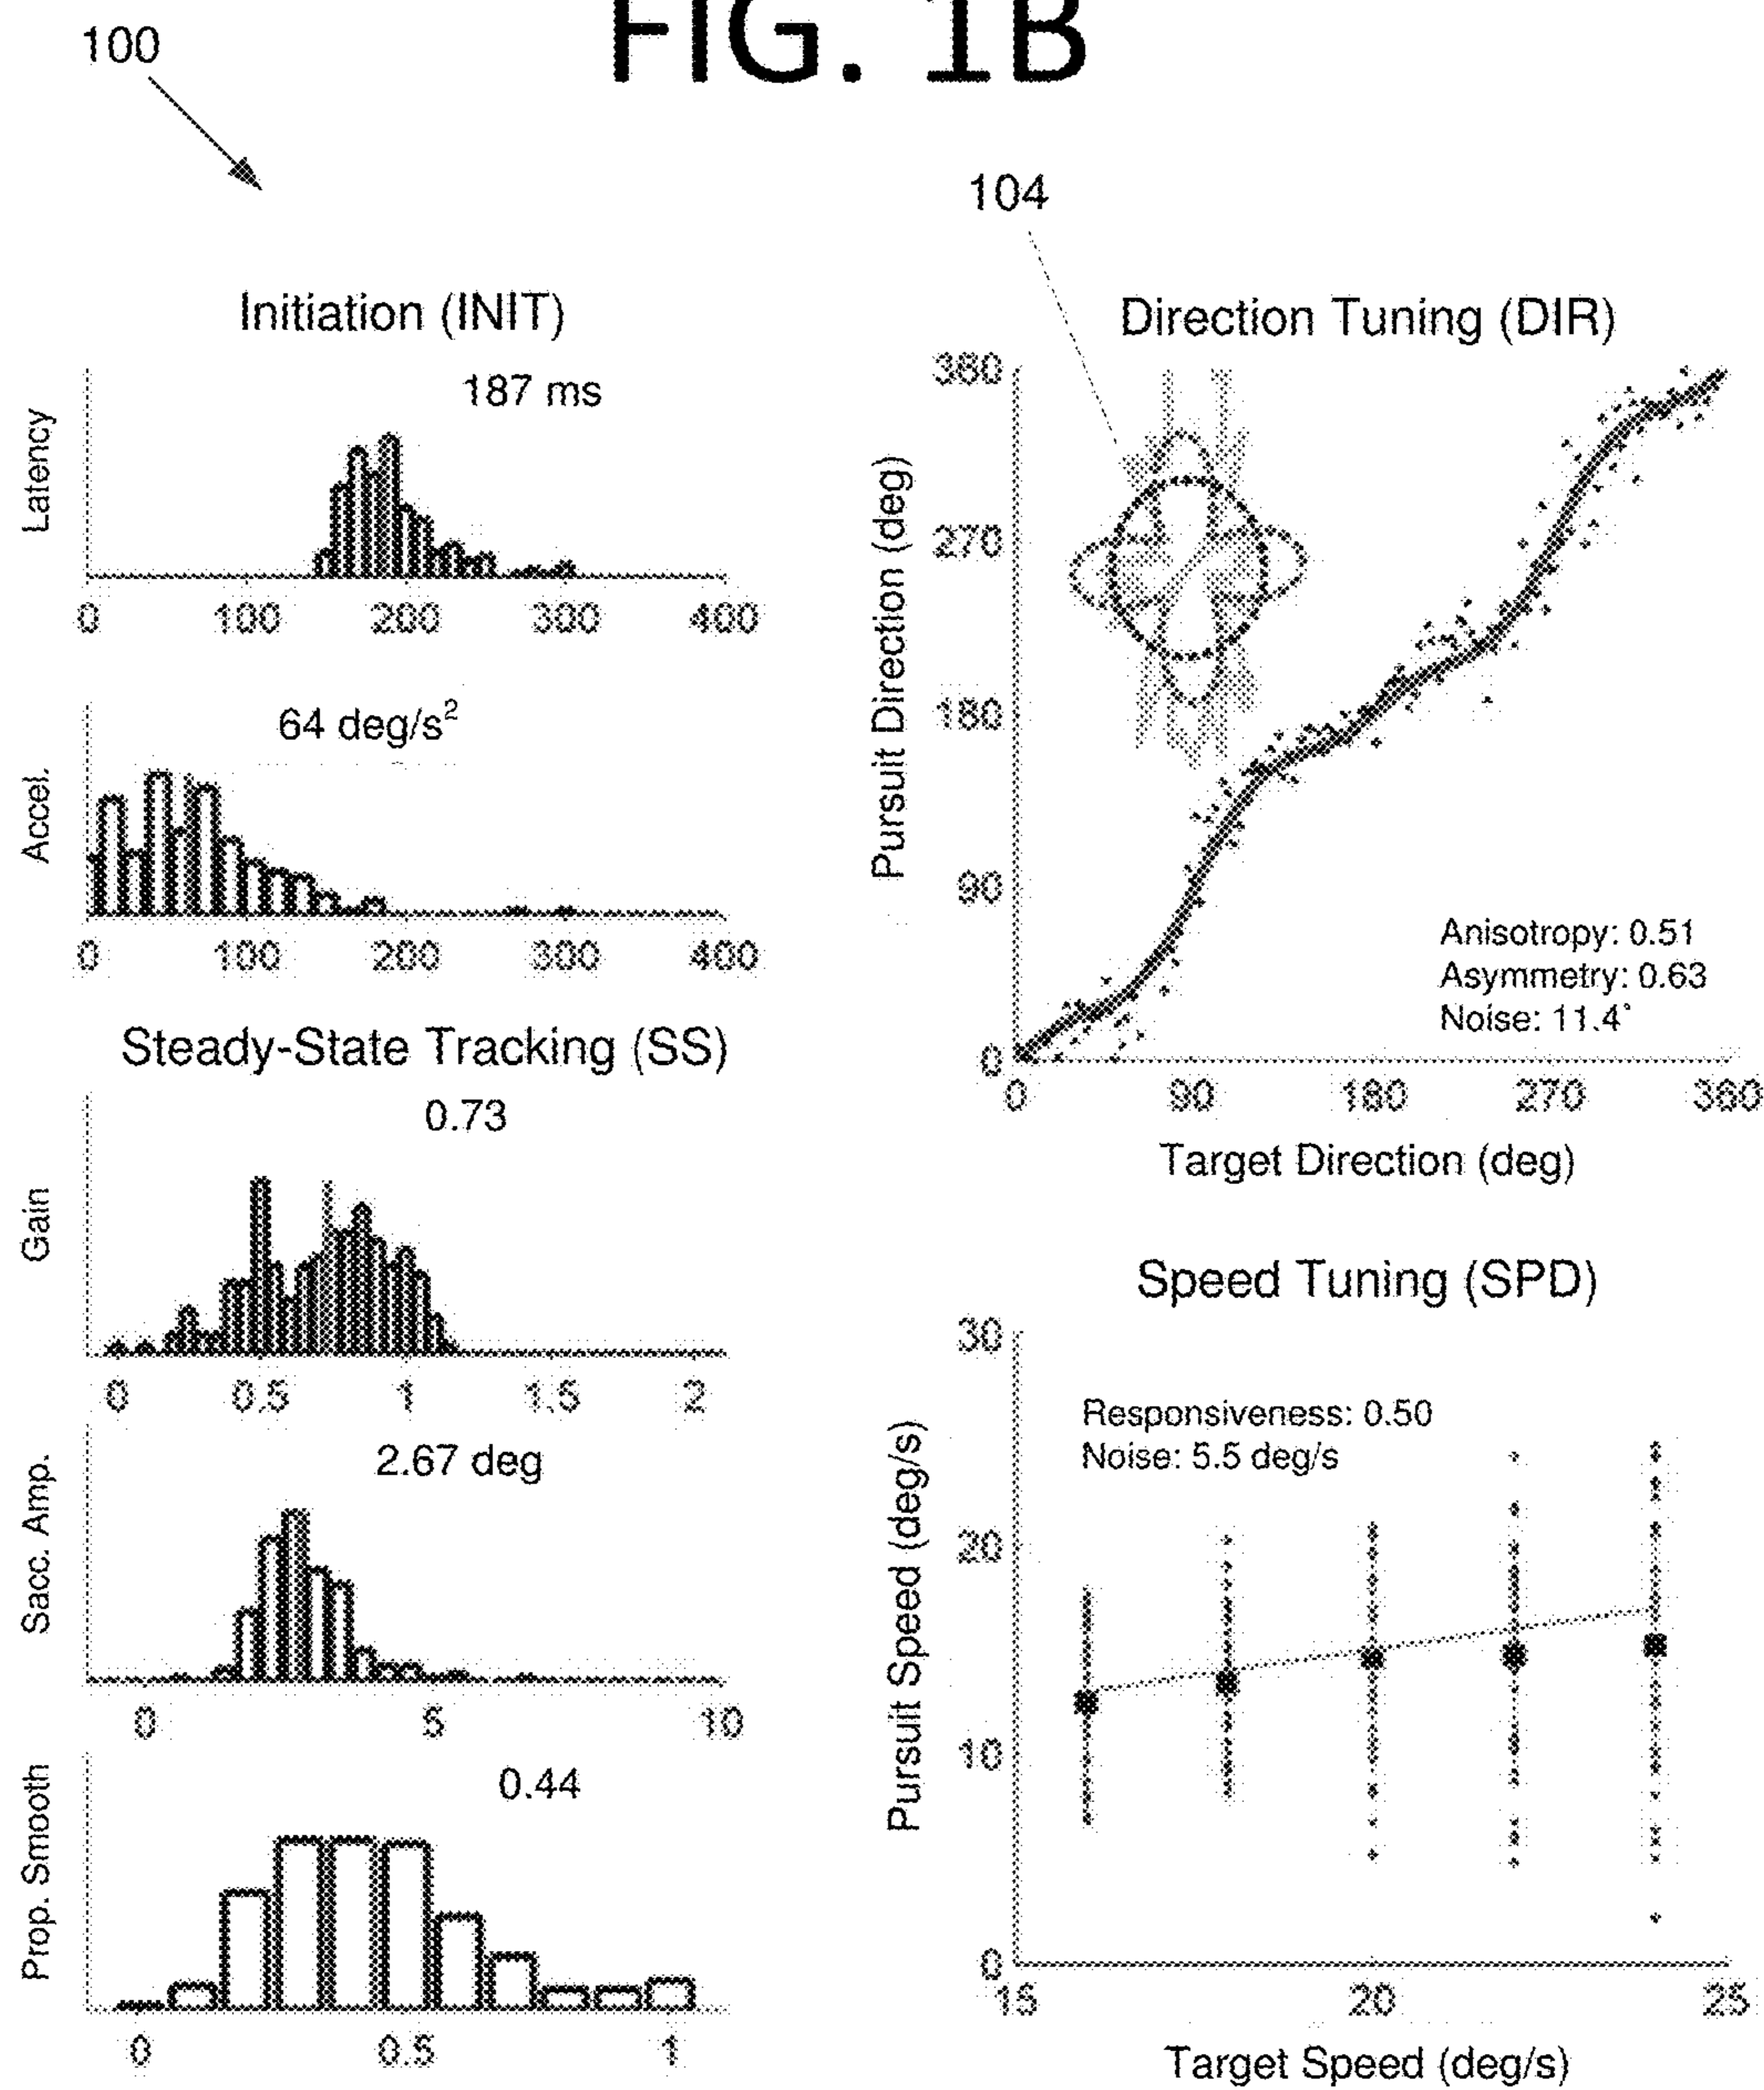 FIG. 1B
100
104
Initiation (INIT)
187 ms
Latency
0 100 200 300 400
64 deg/s²
Accel.
0 100 200 300 400
Steady-State Tracking (SS)
0.73
Gain
0 0.5 1 1.5 2
2.67 deg
Sacc. Amp.
0 5 10
0.44
Prop. Smooth
0 0.5 1
Direction Tuning (DIR)
360
270
180
90
0
Pursuit Direction (deg)
Anisotropy: 0.51
Asymmetry: 0.63
Noise: 11.4°
0 90 180 270 360
Target Direction (deg)
Speed Tuning (SPD)
30
20
10
0
Pursuit Speed (deg/s)
Responsiveness: 0.50
Noise: 5.5 deg/s
15 20 25
Target Speed (deg/s)